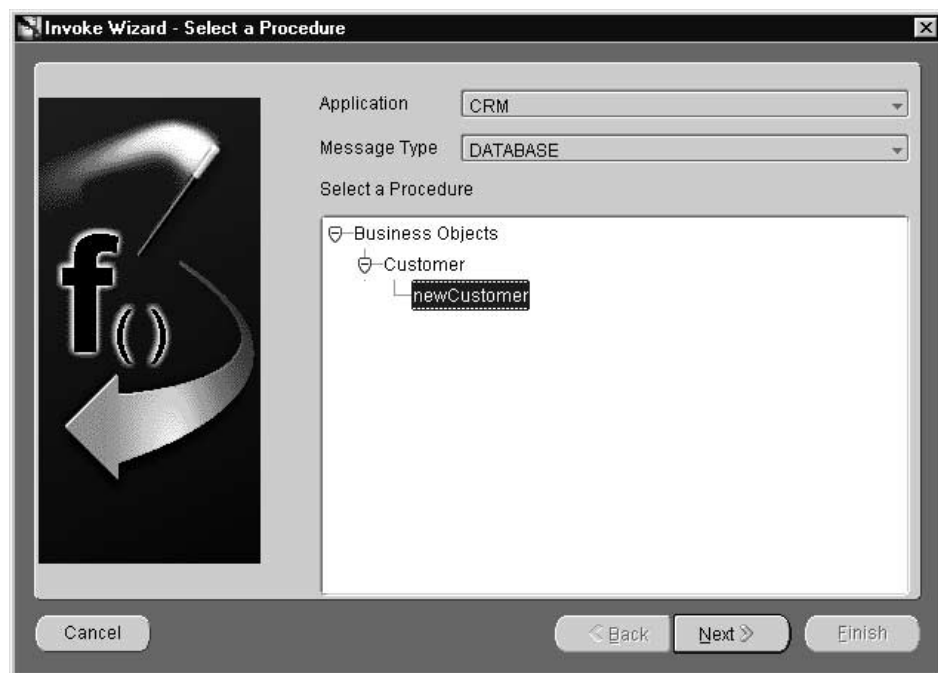 Invoke Wizard - Select a Procedure
Application CRM
Message Type DATABASE
Select a Procedure
Business Objects
Customer
newCustomer
f()
Cancel Back Next Finish